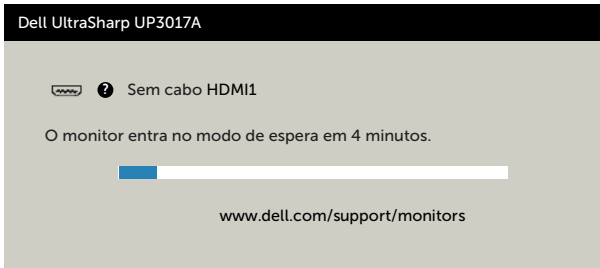 Dell UltraSharp UP3017A
? Sem cabo HDMI1
O monitor entra no modo de espera em 4 minutos.
www.dell.com/support/monitors